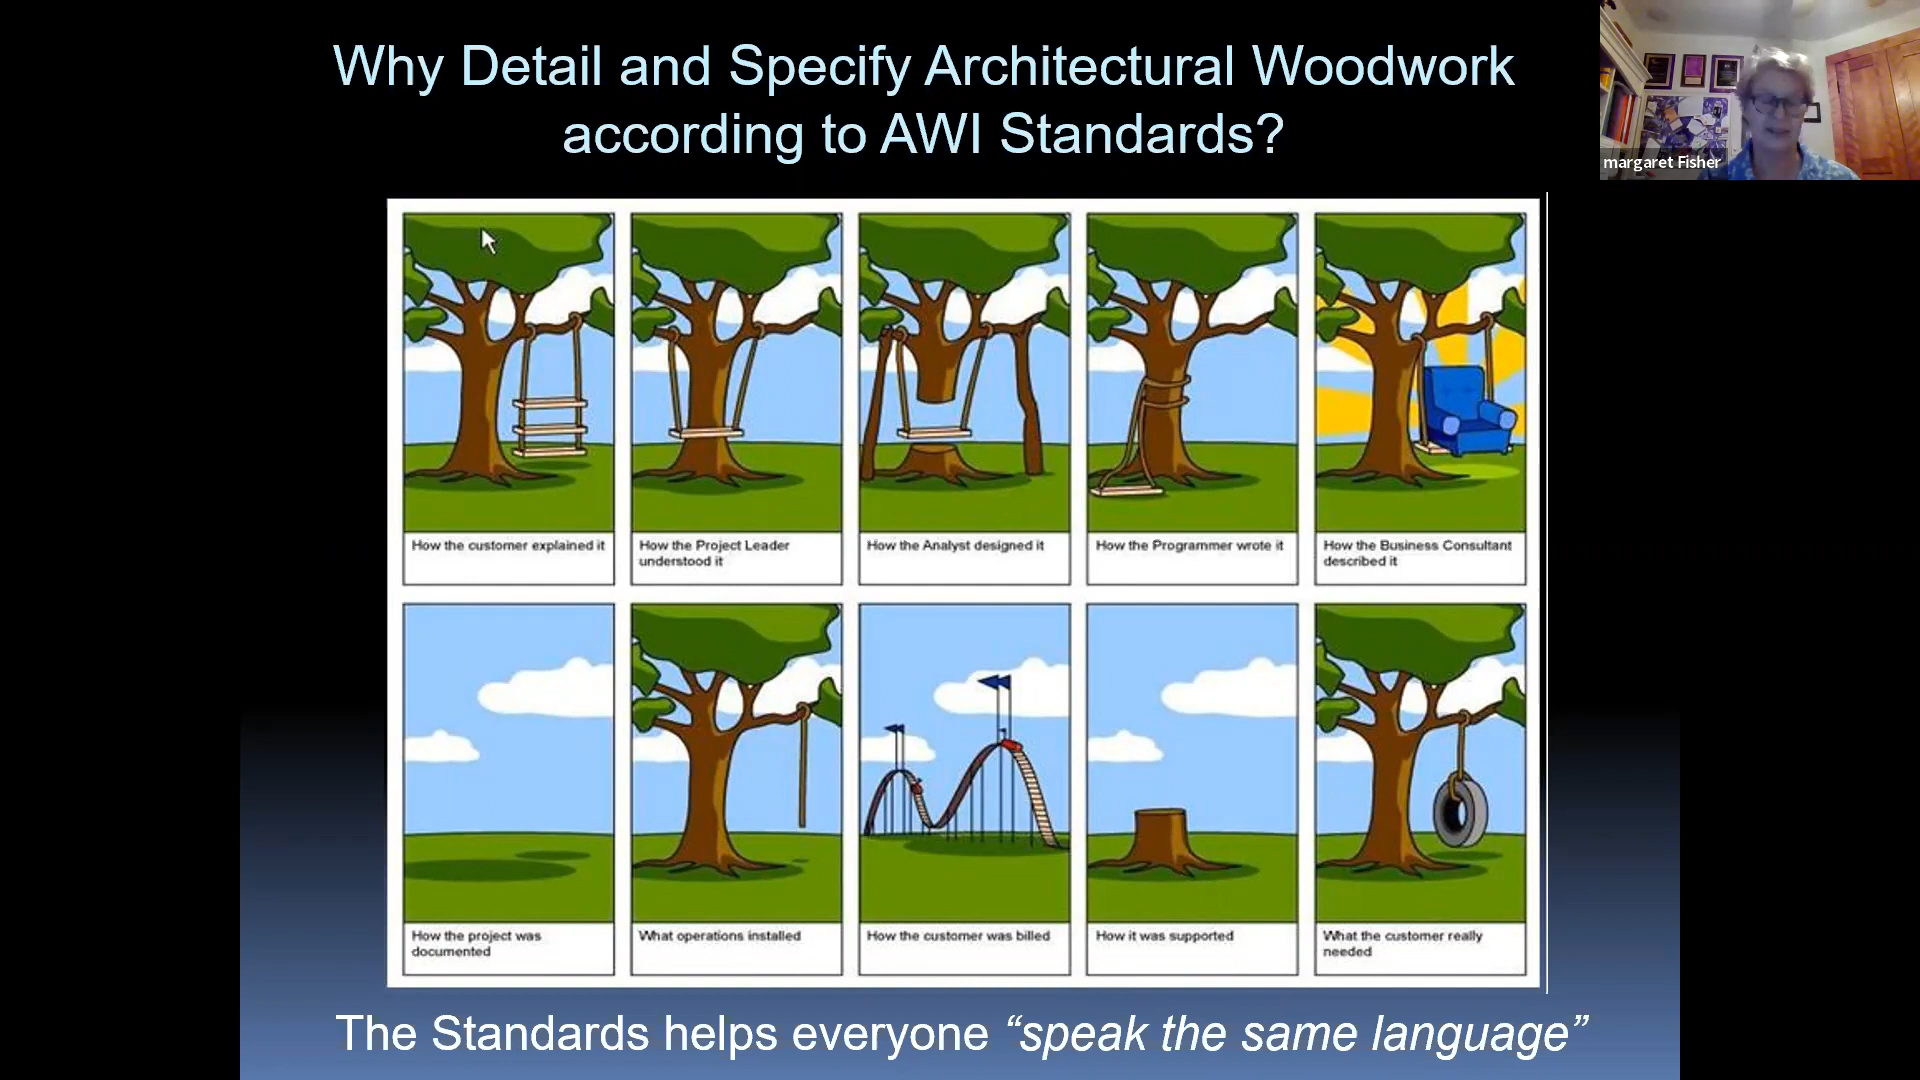 Why Detail and Specify Architectural Woodwork
according to AWI Standards?
margaret Fisher
How the customer explained it
How the Project Leader
understood it
How the Analyst designed it
How the Programmer wrote it
How the Business Consultant
described it
How the project was
documented
What operations installed
How the customer was billed
How it was supported
What the customer really
needed
The Standards helps everyone “speak the same language”